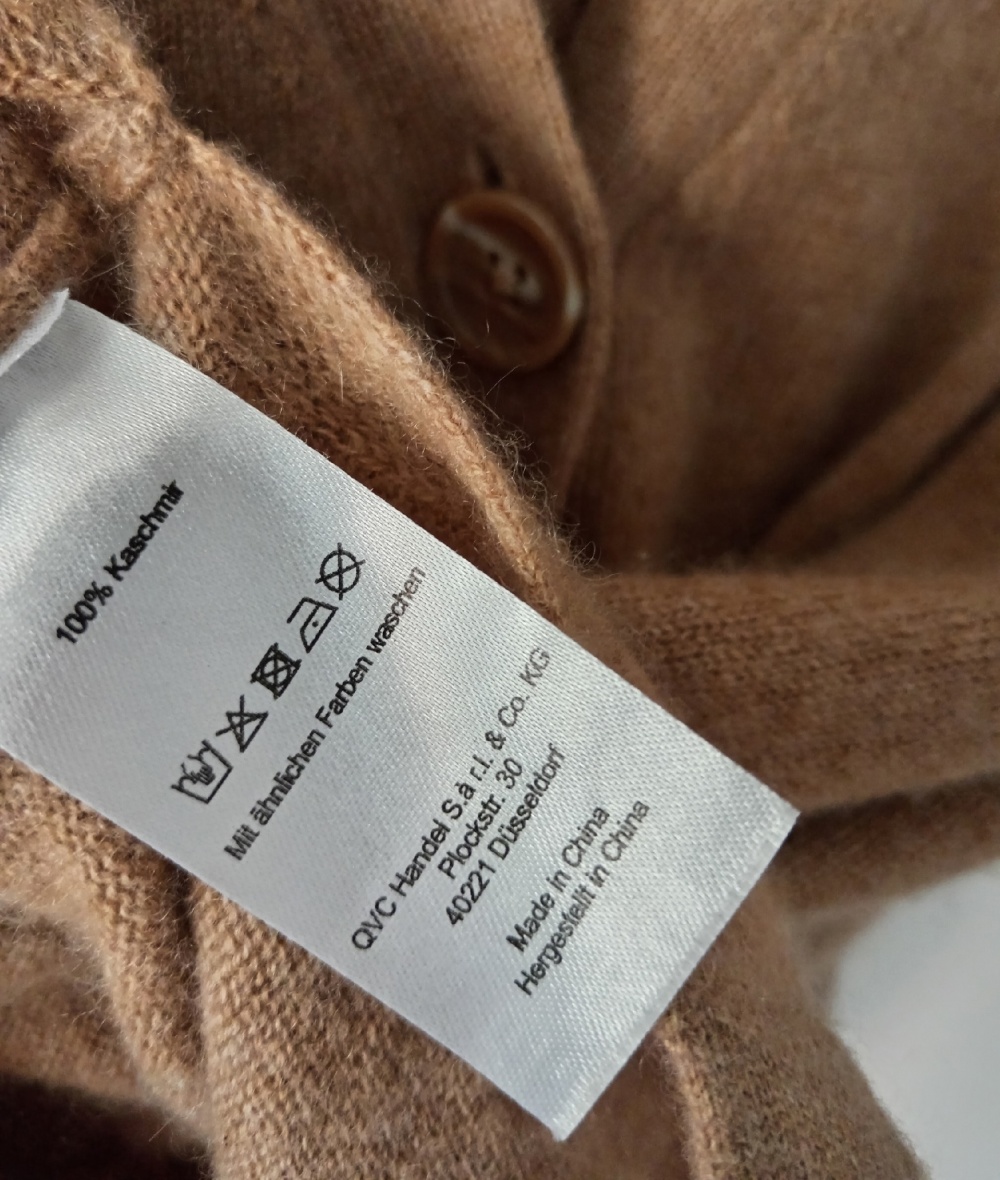 100% Kaschmir
Mit ähnlichen Farben waschen
QVC Handel S.à r.l. & Co. KG
Plockstr. 30
40221 Düsseldorf
Made in China
Hergestellt in China